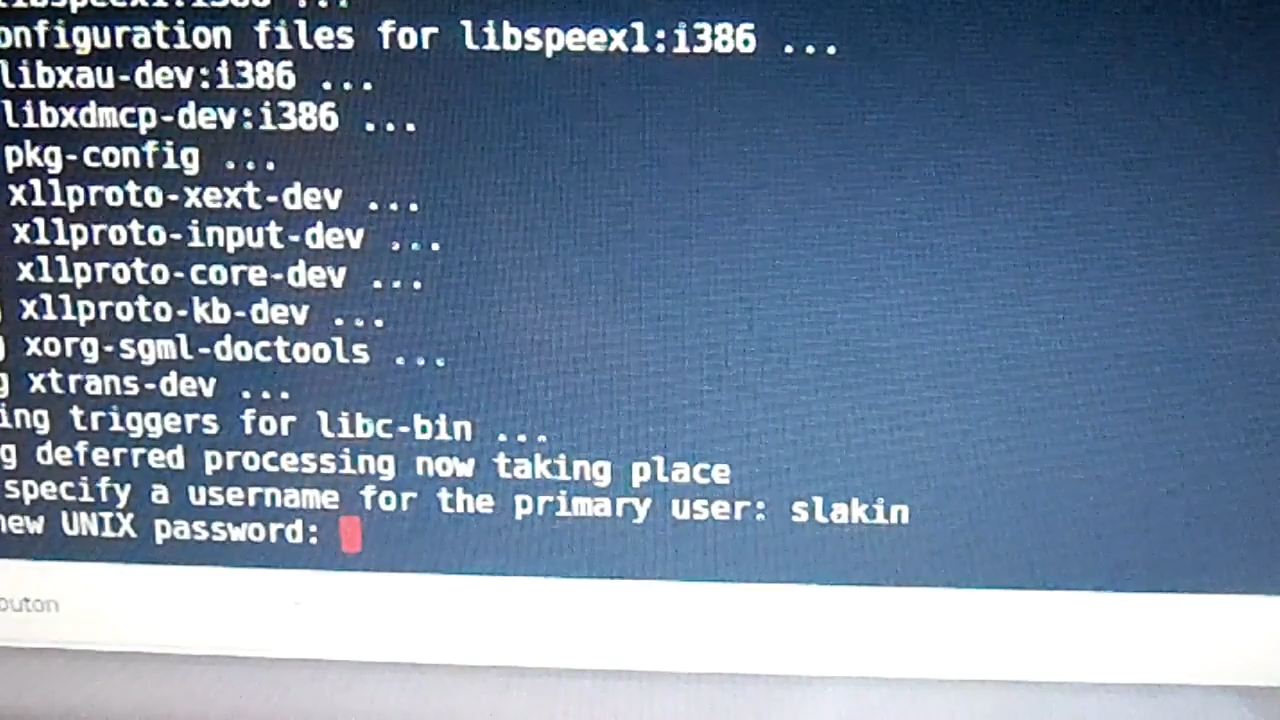 onfiguration files for libspeex1:i386 ...
libxau-dev:i386 ...
libxdmcp-dev:i386 ...
pkg-config ...
x11proto-xext-dev ...
x11proto-input-dev ...
x11proto-core-dev ...
x11proto-kb-dev ...
g xorg-sgml-doctools ...
g xtrans-dev ...
ing triggers for libc-bin ...
g deferred processing now taking place
specify a username for the primary user: slakin
new UNIX password:
outon